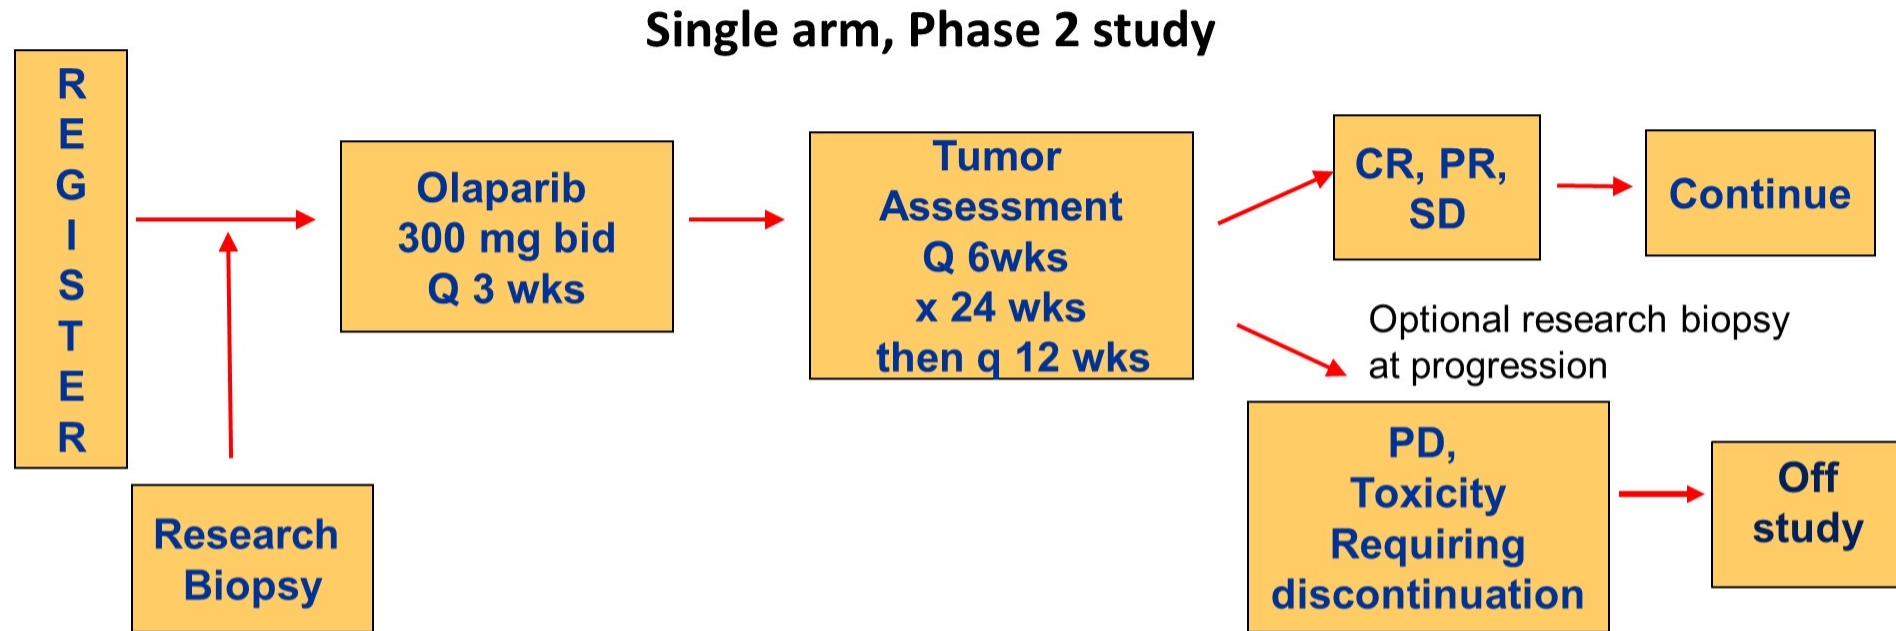 Single arm, Phase 2 study
R
E
G
I
S
T
E
R
Research
Biopsy
Olaparib
300 mg bid
Q 3 wks
Tumor
Assessment
Q 6wks
x 24 wks
then q 12 wks
CR, PR,
SD
Continue
Optional research biopsy
at progression
PD,
Toxicity
Requiring
discontinuation
Off
study